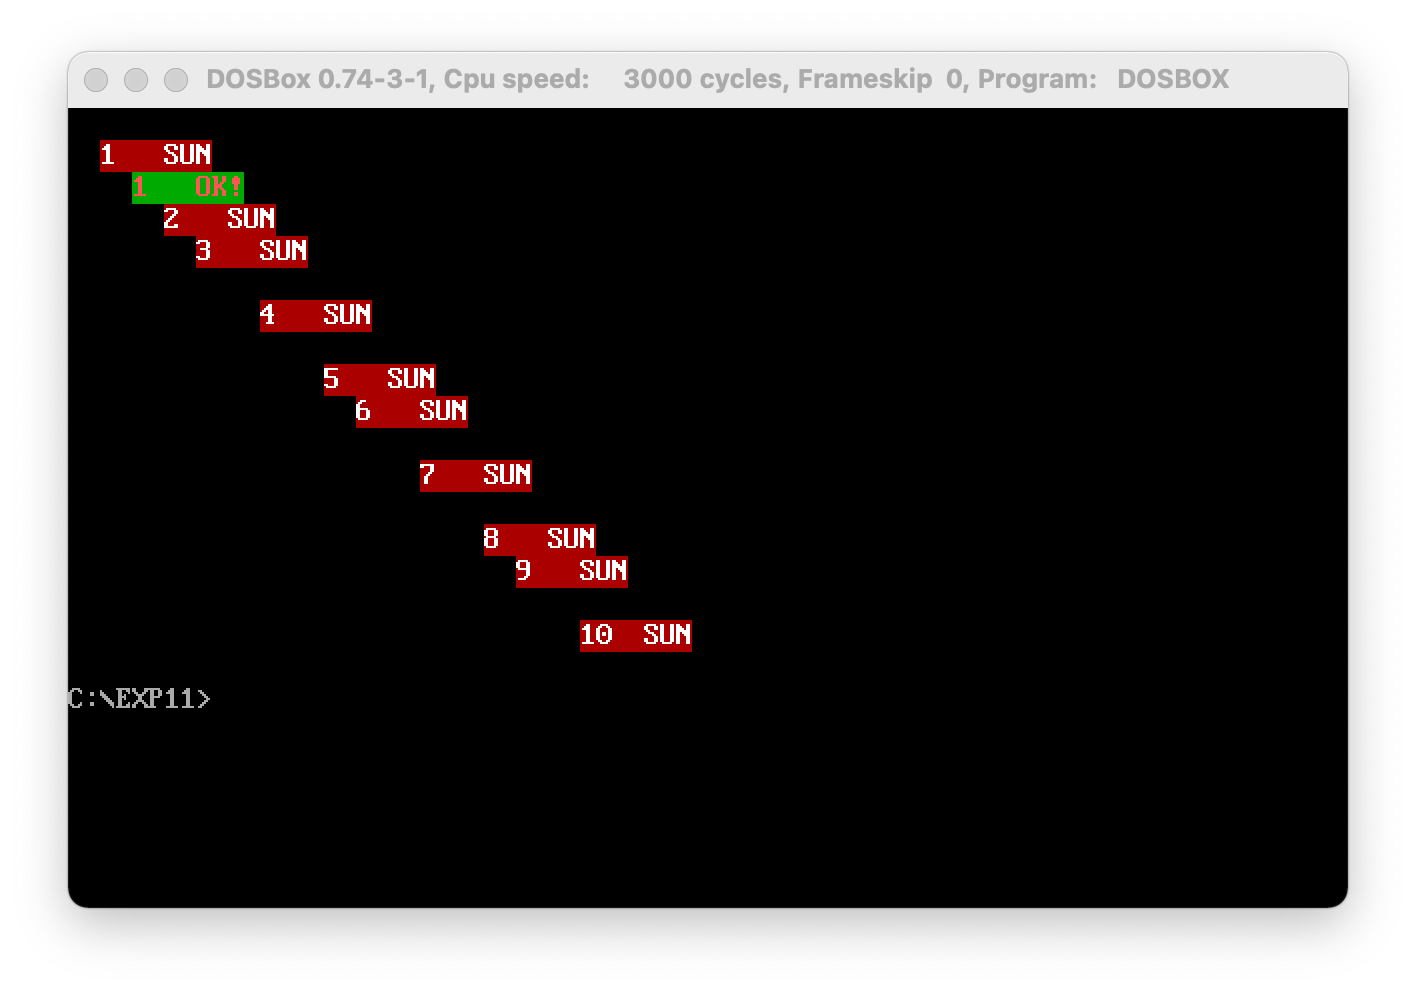 DOSBox 0.74-3-1, Cpu speed: 3000 cycles, Frameskip 0, Program: DOSBOX
1 SUN
1 OK!
2 SUN
3 SUN
4 SUN
5 SUN
6 SUN
7 SUN
8 SUN
9 SUN
10 SUN
C:\EXP11>